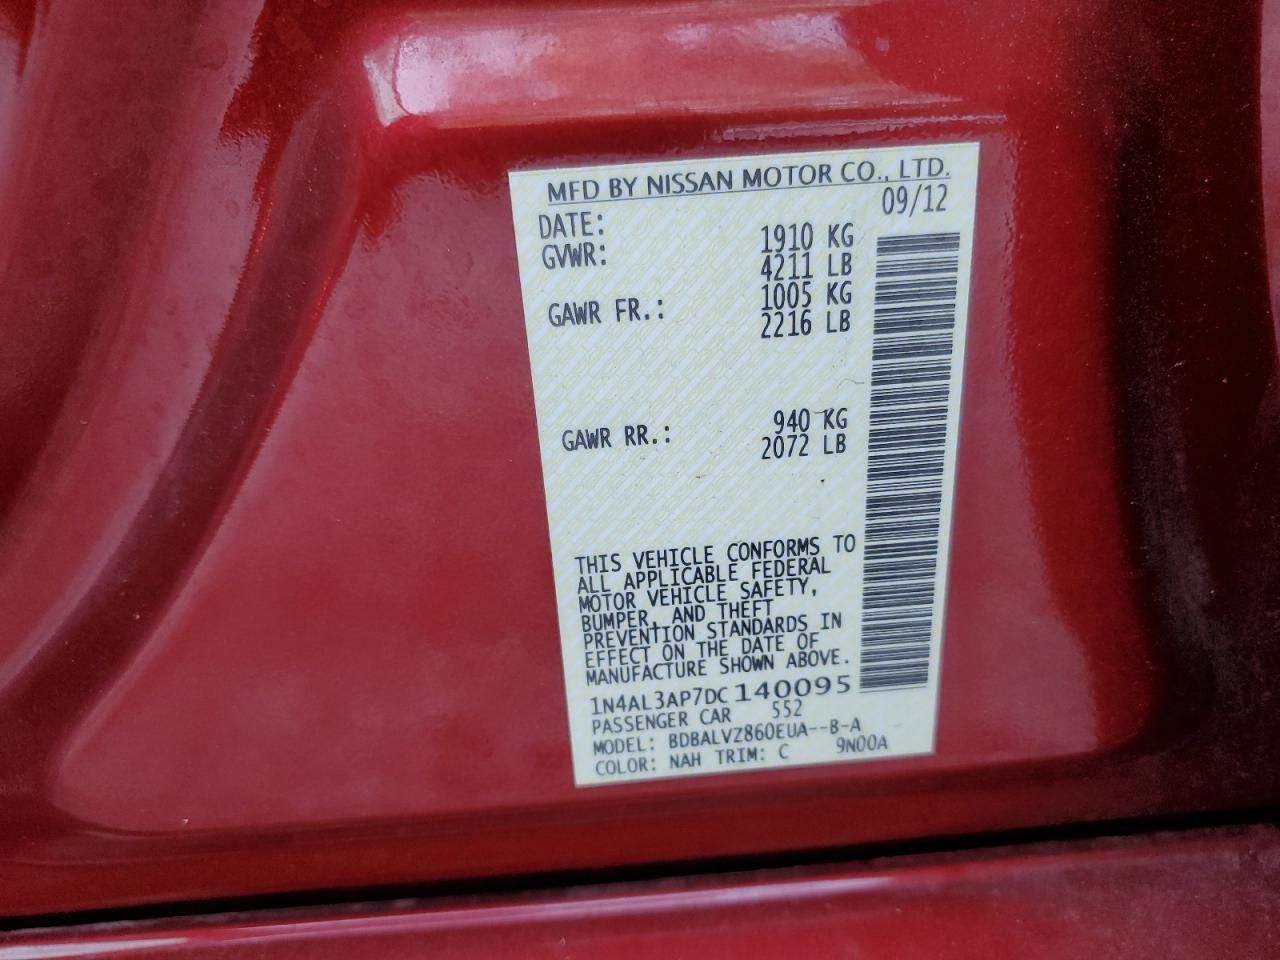 MFD BY NISSAN MOTOR CO., LTD.
DATE: 09/12
GVWR: 1910 KG
4211 LB
GAWR FR.: 1005 KG
2216 LB
GAWR RR.: 940 KG
2072 LB
THIS VEHICLE CONFORMS TO
ALL APPLICABLE FEDERAL
MOTOR VEHICLE SAFETY,
BUMPER, AND THEFT
PREVENTION STANDARDS IN
EFFECT ON THE DATE OF
MANUFACTURE SHOWN ABOVE.
1N4AL3AP7DC140095
PASSENGER CAR 552
MODEL: BDBALVZ860EUA--B-A
COLOR: NAH TRIM: C 9N00A